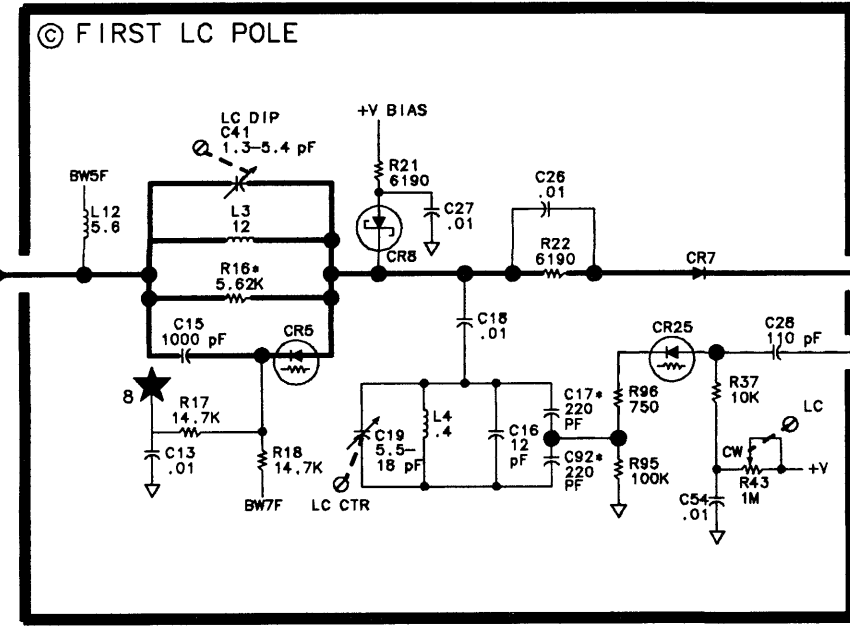 © FIRST LC POLE
LC DIP
C41
1.3–5.4 pF
+V BIAS
R21
6190
C26
.01
BW5F
L12
5.6
L3
12
C27
.01
CR8
R22
6190
CR7
R16*
5.62K
C15
1000 pF
CR6
C18
.01
CR25
C28
110 pF
8
R17
14.7K
C13
.01
R18
14.7K
BW7F
C19
5.5–
18 pF
LC CTR
L4
.4
C16
12
pF
C17*
220
PF
C92*
220
PF
R96
750
R95
100K
R37
10K
LC
CW
R43
1M
+V
C54
.01